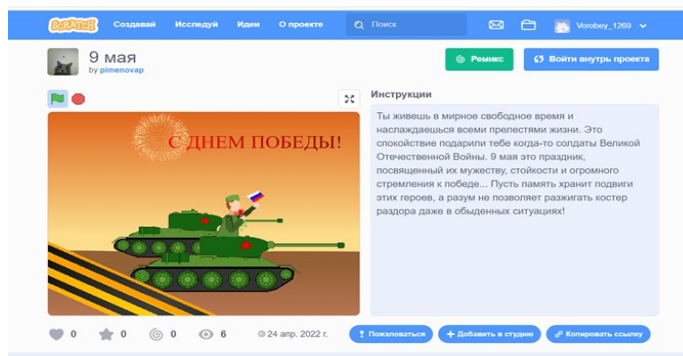 SCRATCH Создавай Исследуй Идеи О проекте Поиск Vorobey_1269
9 мая
by pimenovap
Ремикс Войти внутрь проекта
Инструкции
С ДНЕМ ПОБЕДЫ!
Ты живешь в мирное свободное время и
наслаждаешься всеми прелестями жизни. Это
спокойствие подарили тебе когда-то солдаты Великой
Отечественной Войны. 9 мая это праздник,
посвященный их мужеству, стойкости и огромного
стремления к победе... Пусть память хранит подвиги
этих героев, а разум не позволяет разжигать костер
раздора даже в обыденных ситуациях!
0 0 0 6 © 24 апр. 2022 г. Пожаловаться Добавить в студию Копировать ссылку